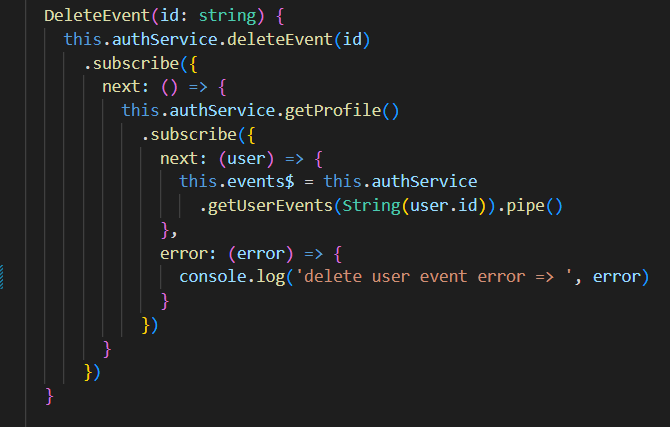 DeleteEvent(id: string) {
this.authService.deleteEvent(id)
.subscribe({
next: () => {
this.authService.getProfile()
.subscribe({
next: (user) => {
this.events$ = this.authService
.getUserEvents(String(user.id)).pipe()
},
error: (error) => {
console.log('delete user event error => ', error)
}
})
}
})
}